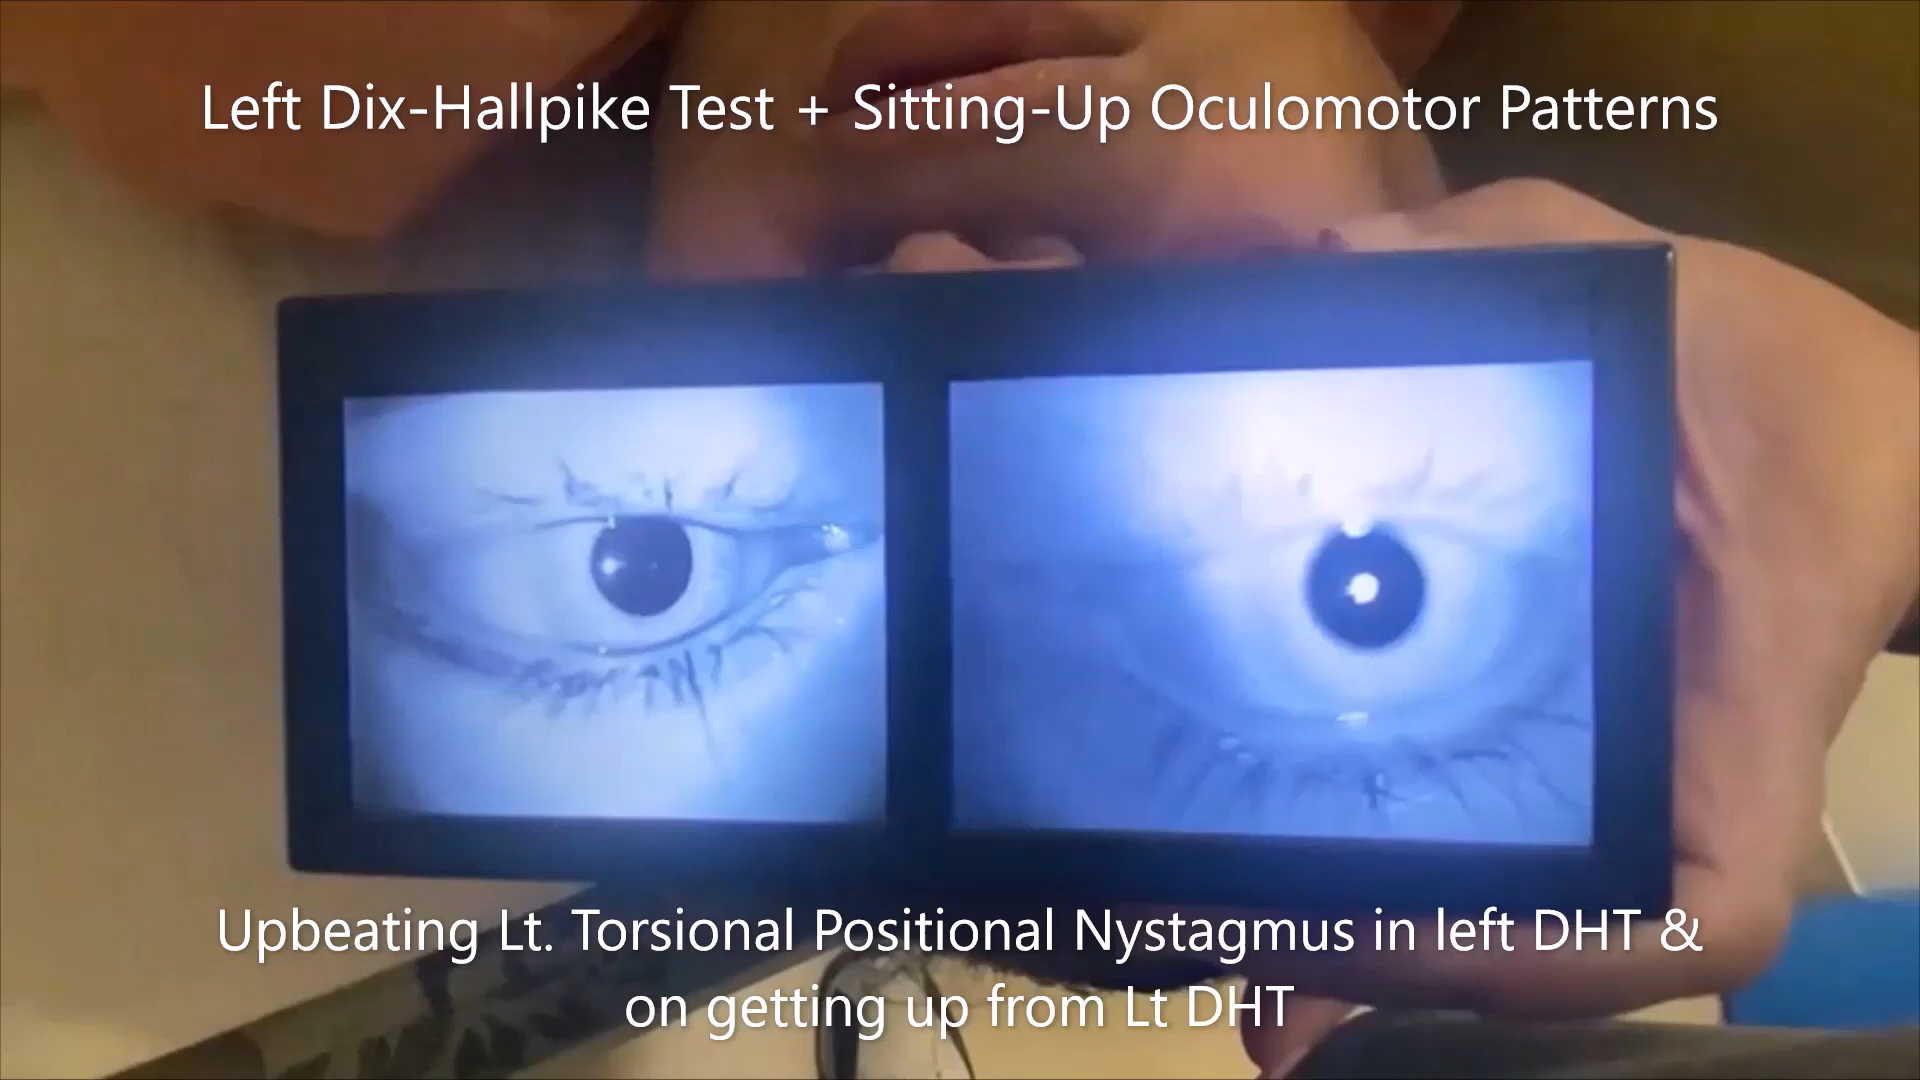 Left Dix-Hallpike Test + Sitting-Up Oculomotor Patterns
Upbeating Lt. Torsional Positional Nystagmus in left DHT &
on getting up from Lt DHT